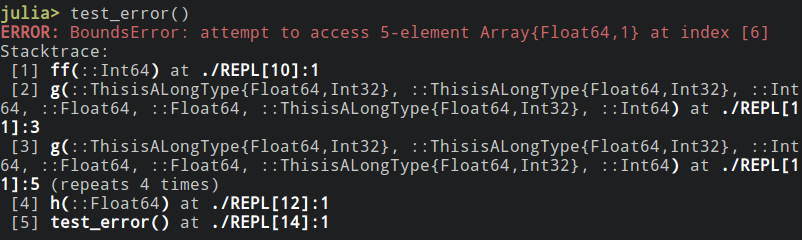 julia> test_error()
ERROR: BoundsError: attempt to access 5-element Array{Float64,1} at index [6]
Stacktrace:
 [1] ff(::Int64) at ./REPL[10]:1
 [2] g(::ThisisALongType{Float64,Int32}, ::ThisisALongType{Float64,Int32}, ::Int
64, ::Float64, ::Float64, ::ThisisALongType{Float64,Int32}, ::Int64) at ./REPL[1
1]:3
 [3] g(::ThisisALongType{Float64,Int32}, ::ThisisALongType{Float64,Int32}, ::Int
64, ::Float64, ::Float64, ::ThisisALongType{Float64,Int32}, ::Int64) at ./REPL[1
1]:5 (repeats 4 times)
 [4] h(::Float64) at ./REPL[12]:1
 [5] test_error() at ./REPL[14]:1